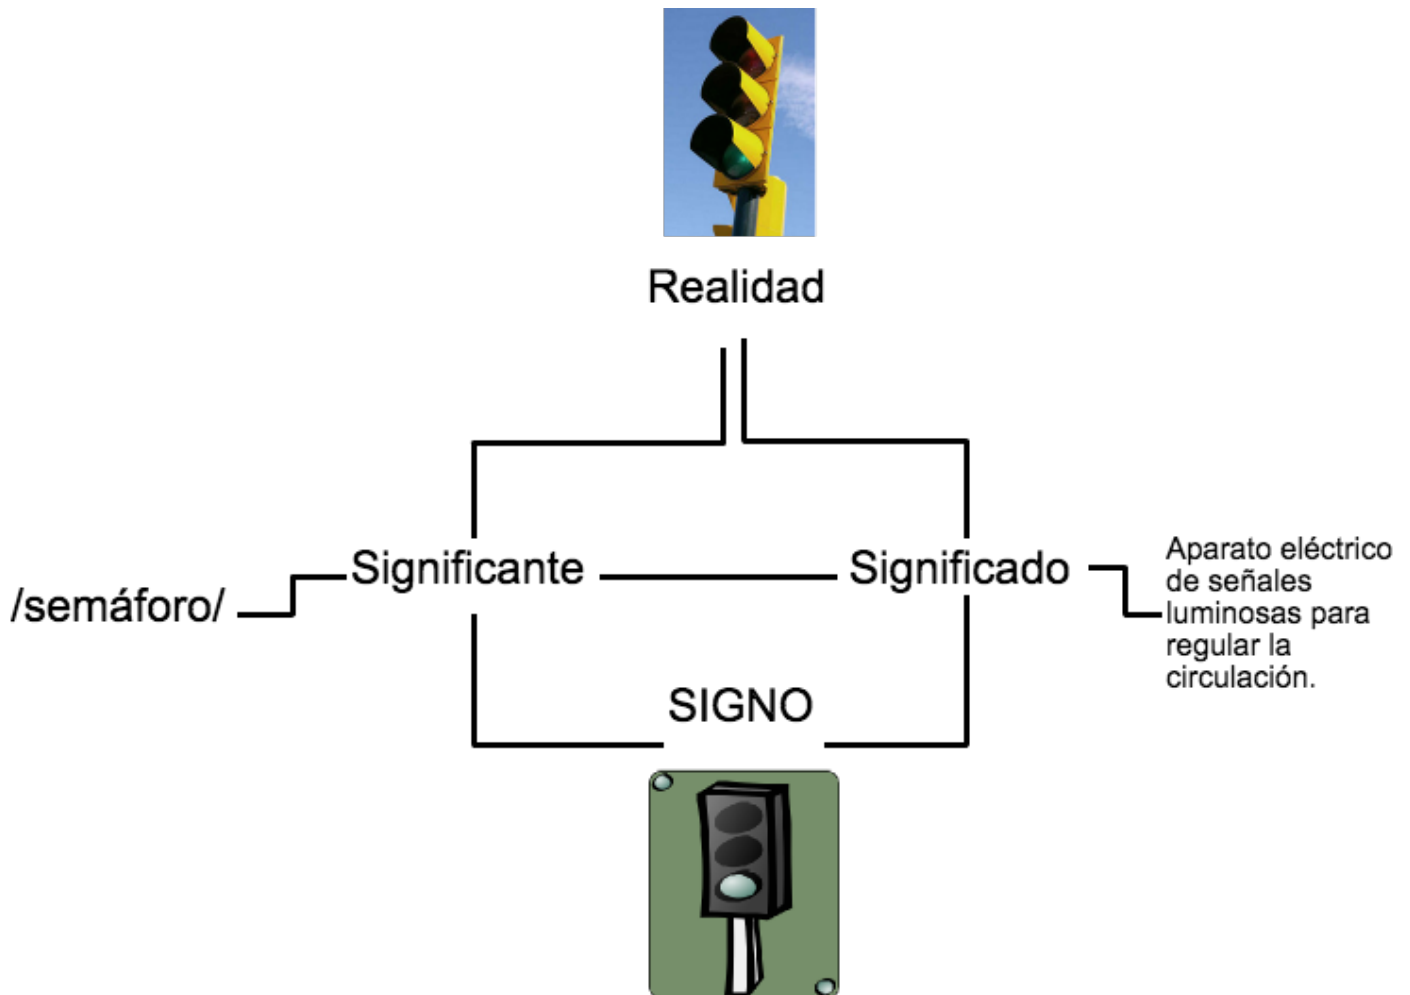 Realidad
Significante
Significado
/semáforo/
Aparato eléctrico
de señales
luminosas para
regular la
circulación.
SIGNO